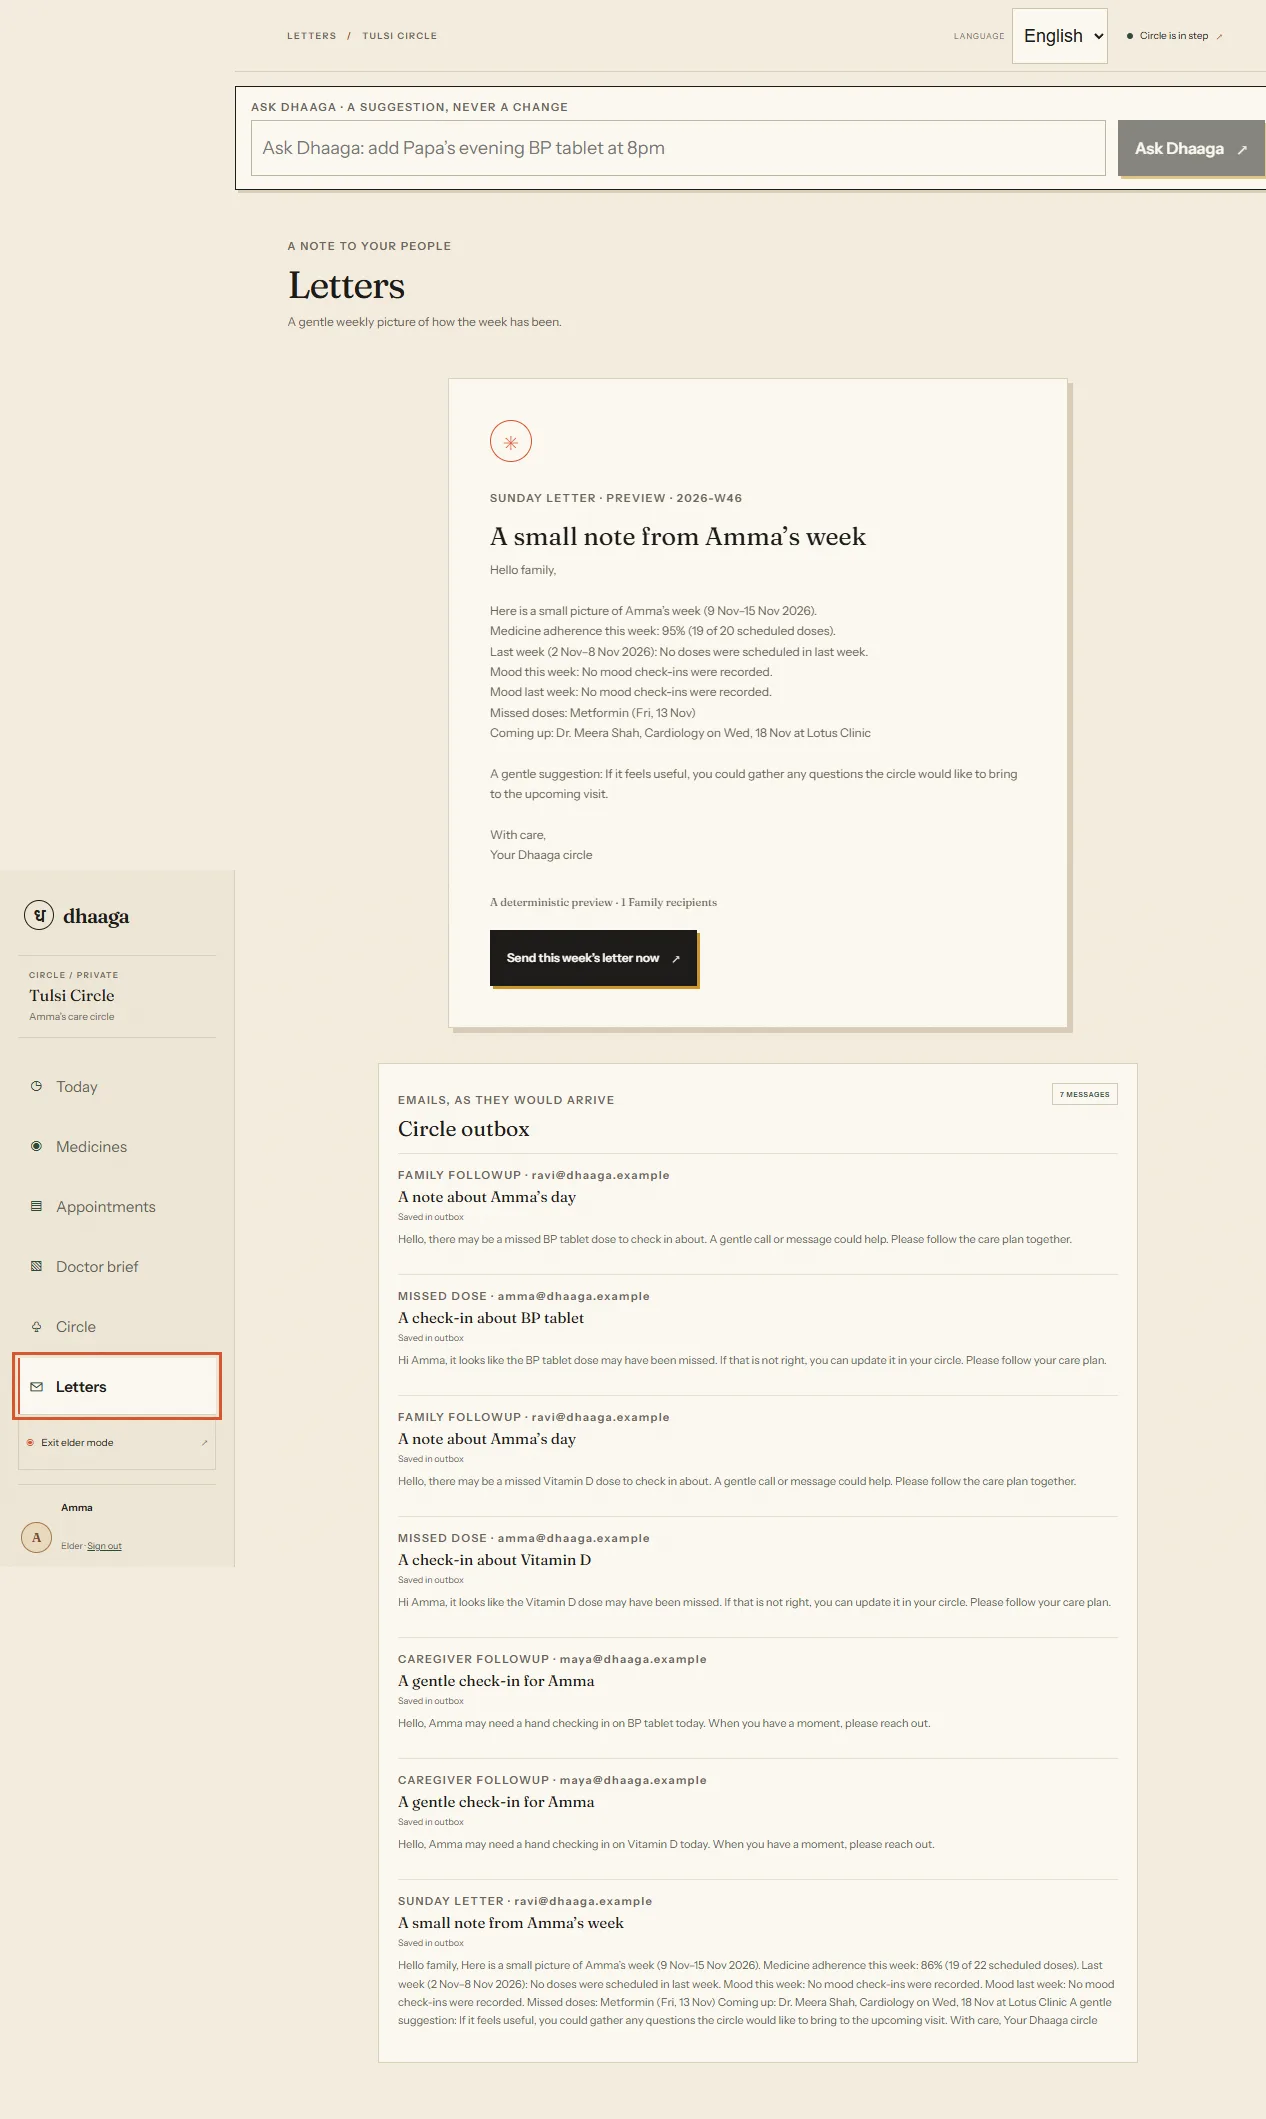 LETTERS / TULSI CIRCLE
LANGUAGE
English
Circle is in step ↗
ASK DHAAGA · A SUGGESTION, NEVER A CHANGE
Ask Dhaaga: add Papa's evening BP tablet at 8pm
Ask Dhaaga ↗
A NOTE TO YOUR PEOPLE
Letters
A gentle weekly picture of how the week has been.
SUNDAY LETTER · PREVIEW · 2026-W46
A small note from Amma's week
Hello family,
Here is a small picture of Amma's week (9 Nov–15 Nov 2026).
Medicine adherence this week: 95% (19 of 20 scheduled doses).
Last week (2 Nov–8 Nov 2026): No doses were scheduled in last week.
Mood this week: No mood check-ins were recorded.
Mood last week: No mood check-ins were recorded.
Missed doses: Metformin (Fri, 13 Nov)
Coming up: Dr. Meera Shah, Cardiology on Wed, 18 Nov at Lotus Clinic
A gentle suggestion: If it feels useful, you could gather any questions the circle would like to bring
to the upcoming visit.
With care,
Your Dhaaga circle
A deterministic preview · 1 Family recipients
Send this week's letter now ↗
ध dhaaga
CIRCLE / PRIVATE
Tulsi Circle
Amma's care circle
Today
Medicines
Appointments
Doctor brief
Circle
Letters
Exit elder mode ↗
Amma
A
Elder · Sign out
EMAILS, AS THEY WOULD ARRIVE
7 MESSAGES
Circle outbox
FAMILY FOLLOWUP · ravi@dhaaga.example
A note about Amma's day
Saved in outbox
Hello, there may be a missed BP tablet dose to check in about. A gentle call or message could help. Please follow the care plan together.
MISSED DOSE · amma@dhaaga.example
A check-in about BP tablet
Saved in outbox
Hi Amma, it looks like the BP tablet dose may have been missed. If that is not right, you can update it in your circle. Please follow your care plan.
FAMILY FOLLOWUP · ravi@dhaaga.example
A note about Amma's day
Saved in outbox
Hello, there may be a missed Vitamin D dose to check in about. A gentle call or message could help. Please follow the care plan together.
MISSED DOSE · amma@dhaaga.example
A check-in about Vitamin D
Saved in outbox
Hi Amma, it looks like the Vitamin D dose may have been missed. If that is not right, you can update it in your circle. Please follow your care plan.
CAREGIVER FOLLOWUP · maya@dhaaga.example
A gentle check-in for Amma
Saved in outbox
Hello, Amma may need a hand checking in on BP tablet today. When you have a moment, please reach out.
CAREGIVER FOLLOWUP · maya@dhaaga.example
A gentle check-in for Amma
Saved in outbox
Hello, Amma may need a hand checking in on Vitamin D today. When you have a moment, please reach out.
SUNDAY LETTER · ravi@dhaaga.example
A small note from Amma's week
Saved in outbox
Hello family, Here is a small picture of Amma's week (9 Nov–15 Nov 2026). Medicine adherence this week: 86% (19 of 22 scheduled doses). Last
week (2 Nov–8 Nov 2026): No doses were scheduled in last week. Mood this week: No mood check-ins were recorded. Mood last week: No mood
check-ins were recorded. Missed doses: Metformin (Fri, 13 Nov) Coming up: Dr. Meera Shah, Cardiology on Wed, 18 Nov at Lotus Clinic A gentle
suggestion: If it feels useful, you could gather any questions the circle would like to bring to the upcoming visit. With care, Your Dhaaga circle